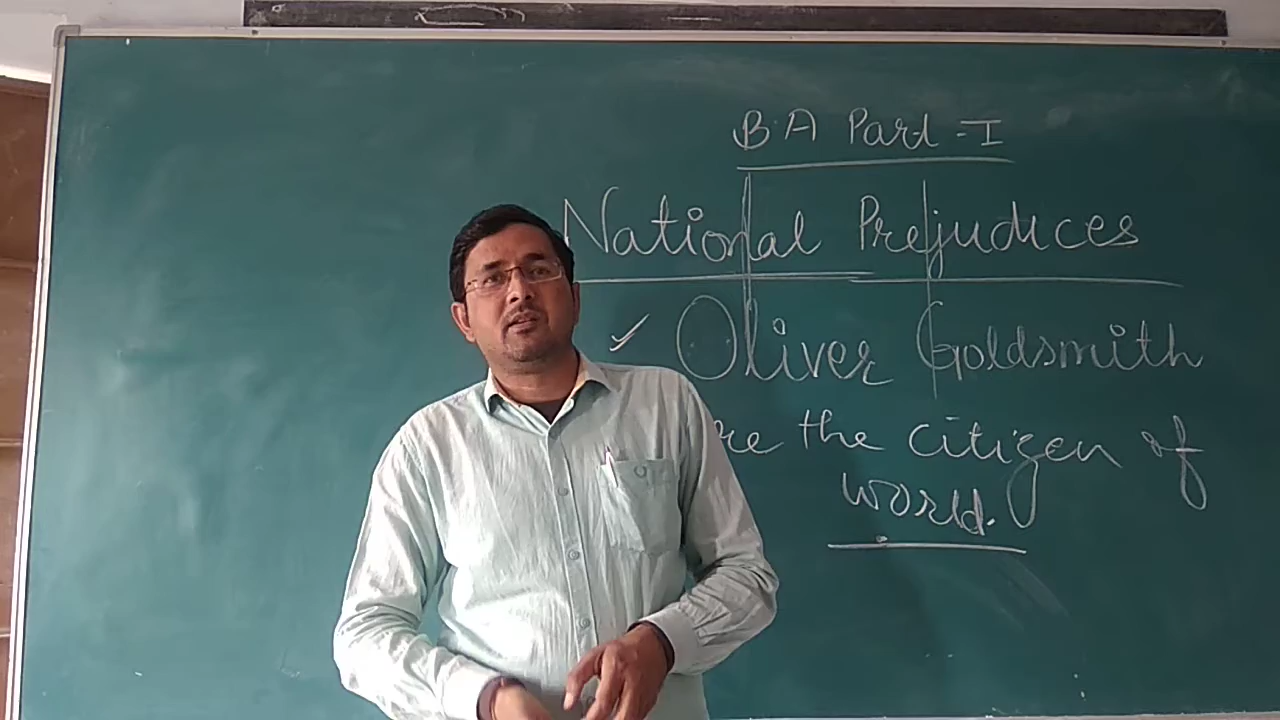 B.A Part-I
National Prejudices
Oliver Goldsmith
the citizen of
world.